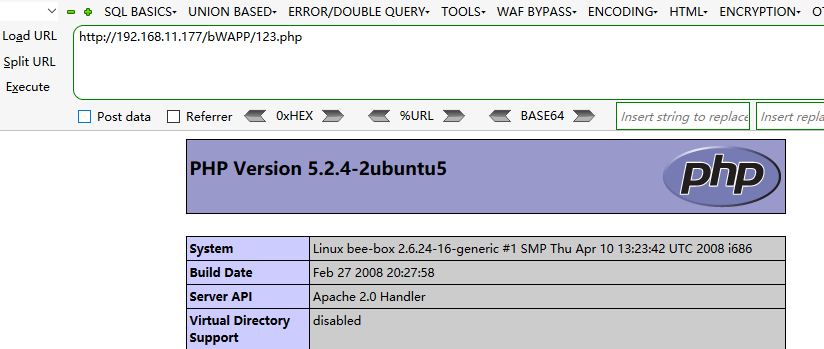 SQL BASICS UNION BASED ERROR/DOUBLE QUERY TOOLS WAF BYPASS ENCODING HTML ENCRYPTION
Load URL http://192.168.11.177/bWAPP/123.php
Split URL
Execute
Post data Referrer 0xHEX %URL BASE64 Insert string to replace Insert repla
PHP Version 5.2.4-2ubuntu5 php
System Linux bee-box 2.6.24-16-generic #1 SMP Thu Apr 10 13:23:42 UTC 2008 i686
Build Date Feb 27 2008 20:27:58
Server API Apache 2.0 Handler
Virtual Directory disabled
Support